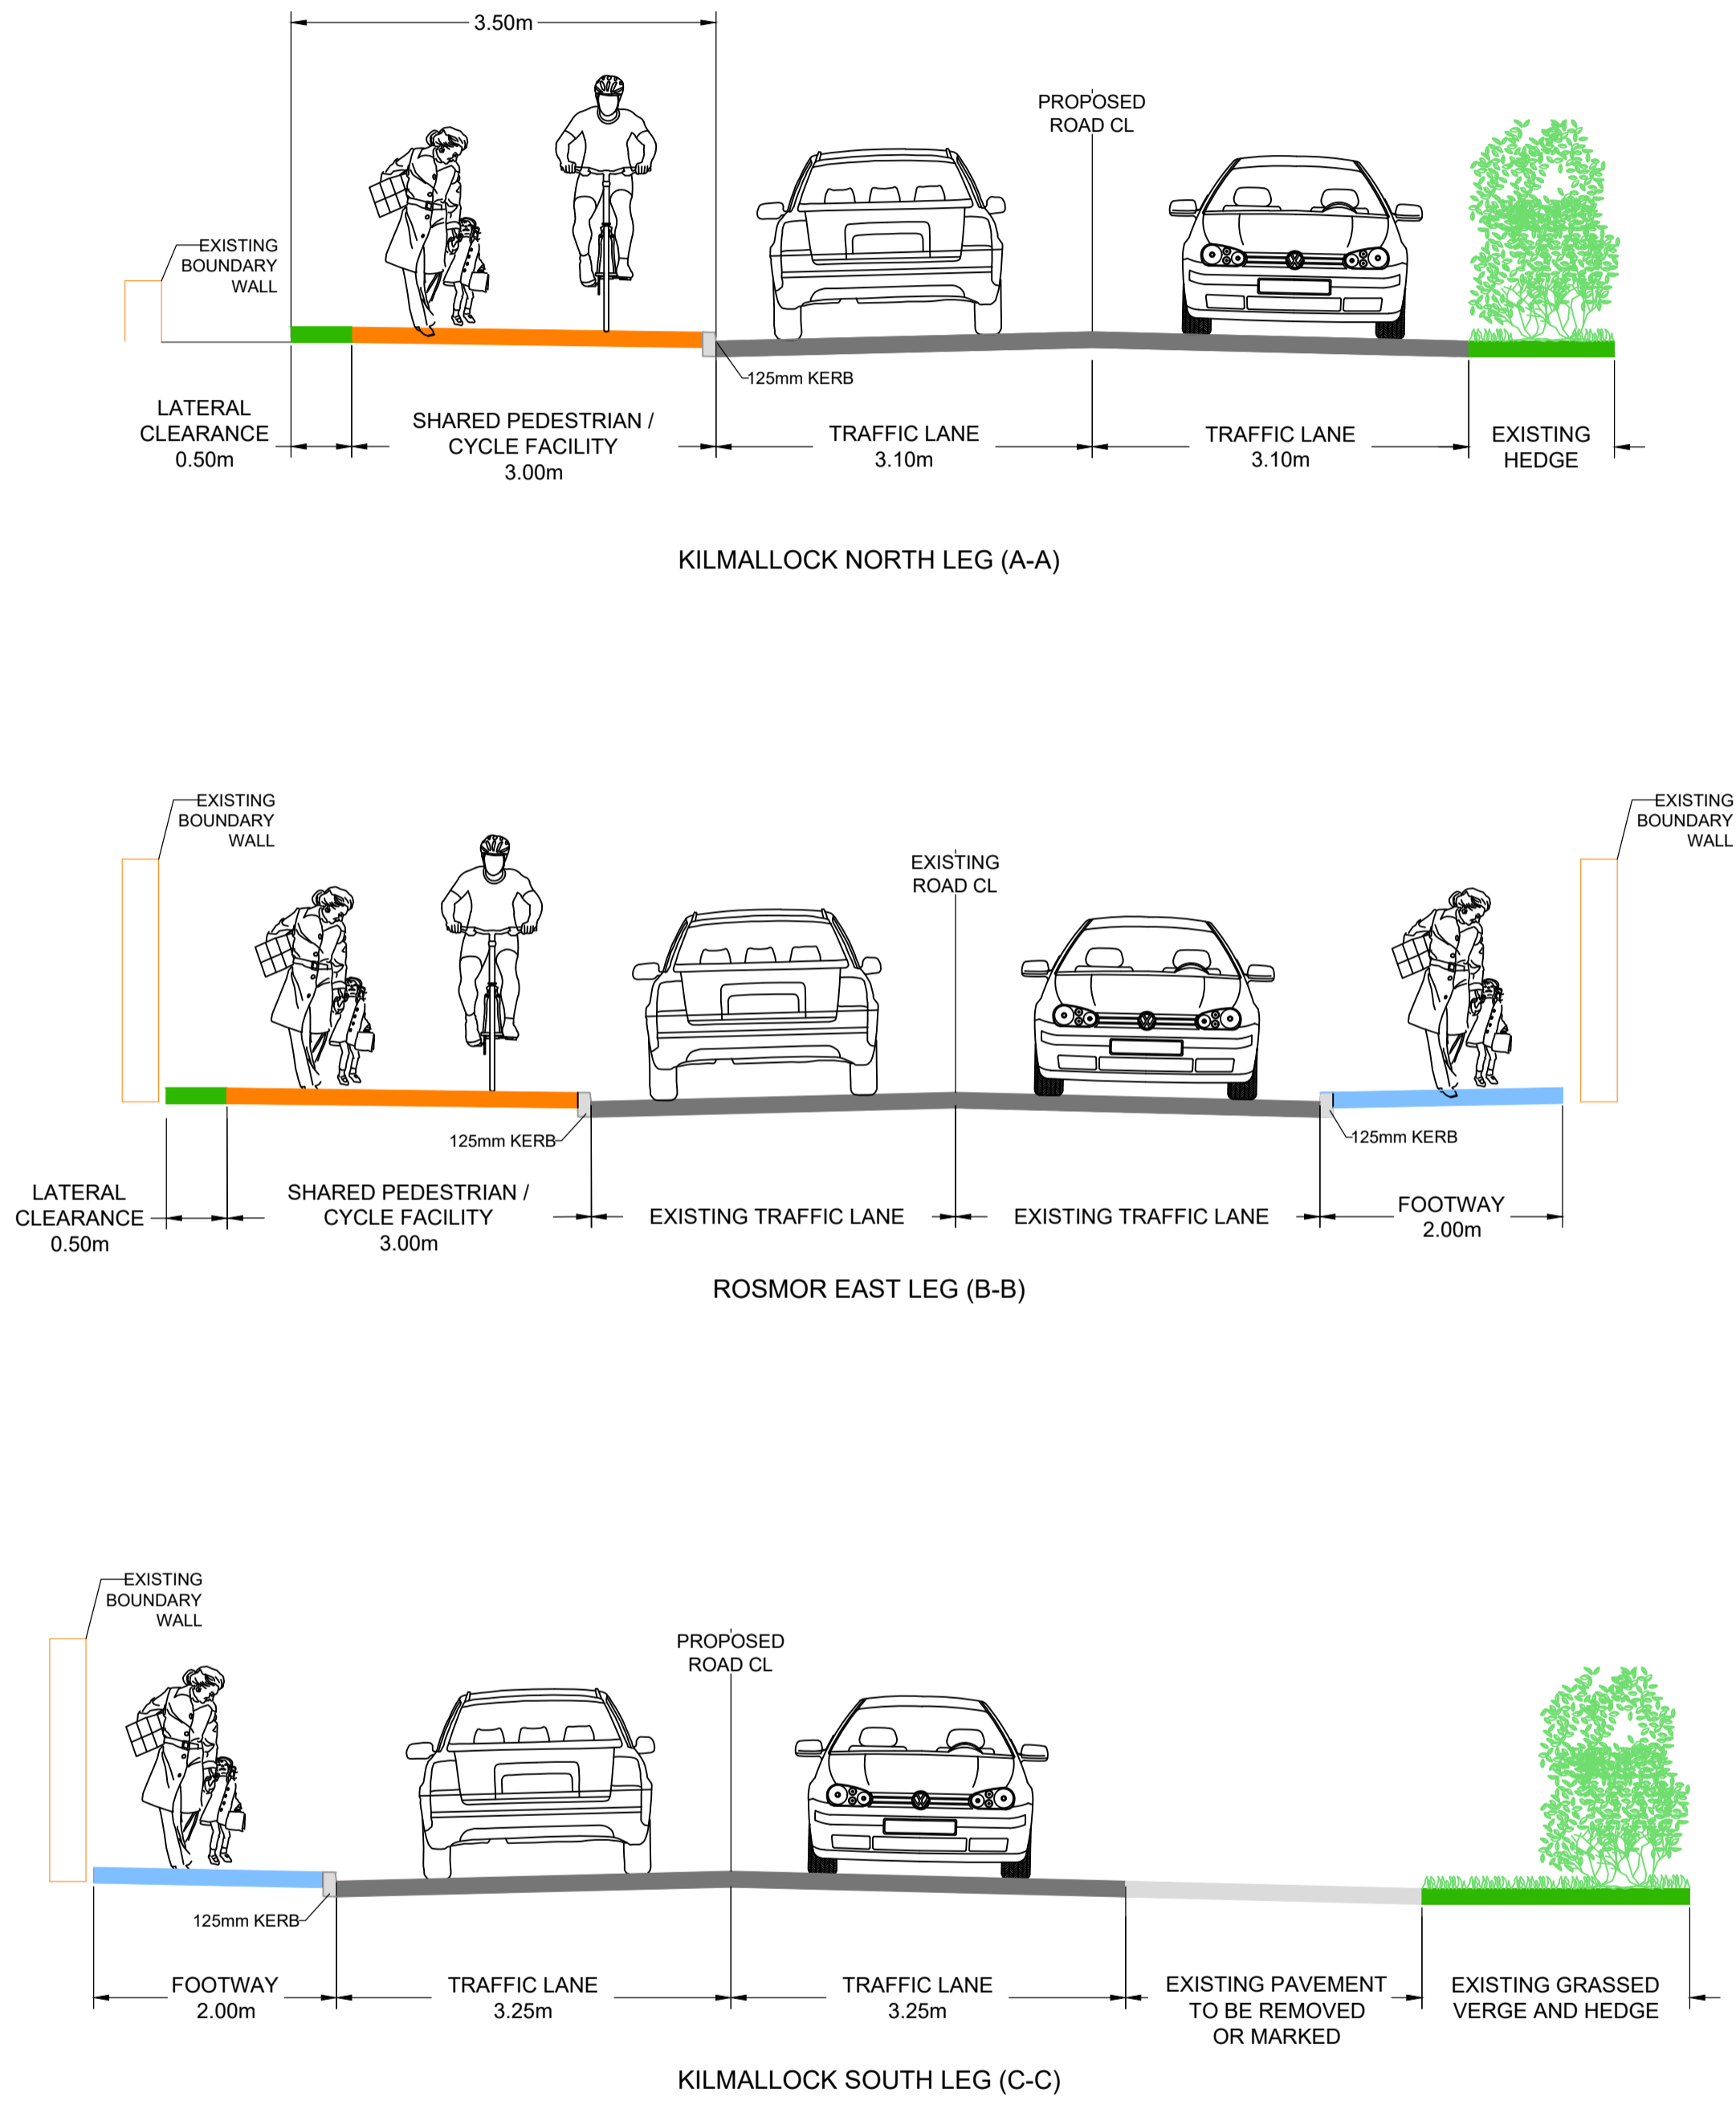 3.50m
PROPOSED
ROAD CL
EXISTING
BOUNDARY
WALL
125mm KERB
LATERAL
CLEARANCE
0.50m
SHARED PEDESTRIAN /
CYCLE FACILITY
3.00m
TRAFFIC LANE
3.10m
TRAFFIC LANE
3.10m
EXISTING
HEDGE
KILMALLOCK NORTH LEG (A-A)
EXISTING
BOUNDARY
WALL
EXISTING
ROAD CL
EXISTING
BOUNDARY
WALL
125mm KERB
125mm KERB
LATERAL
CLEARANCE
0.50m
SHARED PEDESTRIAN /
CYCLE FACILITY
3.00m
EXISTING TRAFFIC LANE
EXISTING TRAFFIC LANE
FOOTWAY
2.00m
ROSMOR EAST LEG (B-B)
EXISTING
BOUNDARY
WALL
PROPOSED
ROAD CL
125mm KERB
FOOTWAY
2.00m
TRAFFIC LANE
3.25m
TRAFFIC LANE
3.25m
EXISTING PAVEMENT
TO BE REMOVED
OR MARKED
EXISTING GRASSED
VERGE AND HEDGE
KILMALLOCK SOUTH LEG (C-C)